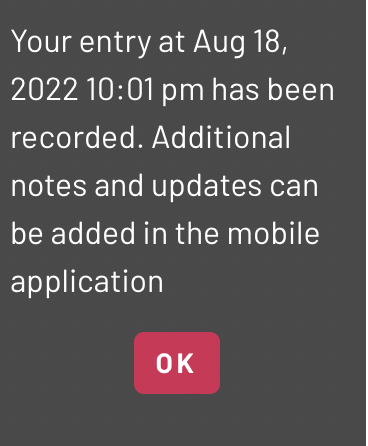 Your entry at Aug 18,
2022 10:01 pm has been
recorded. Additional
notes and updates can
be added in the mobile
application
OK